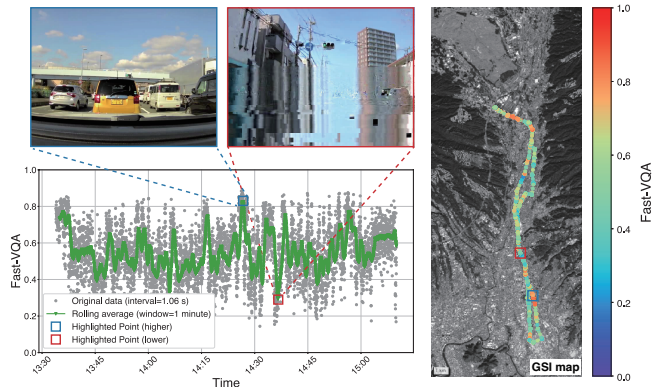 1.0
0.8
0.6
0.4
0.2
0.0
Fast-VQA
Original data (interval=1.06 s)
Rolling average (window=1 minute)
Highlighted Point (higher)
Highlighted Point (lower)
13:30
13:45
14:00
14:15
14:30
14:45
15:00
Time
GSI map
1.0
0.8
0.6
0.4
0.2
0.0
Fast-VQA